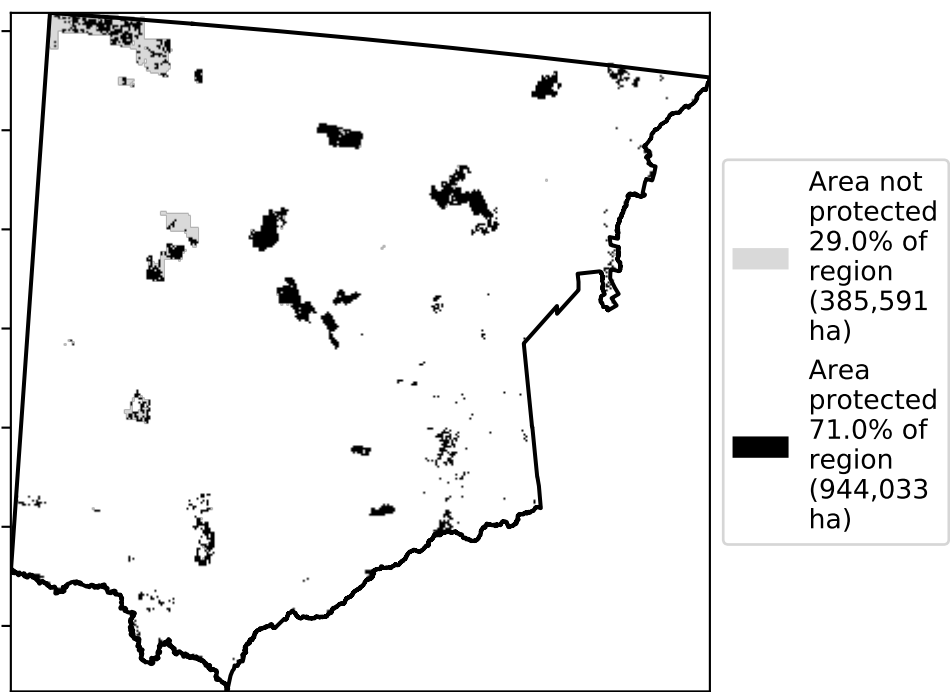 Area not
protected
29.0% of
region
(385,591
ha)
Area
protected
71.0% of
region
(944,033
ha)